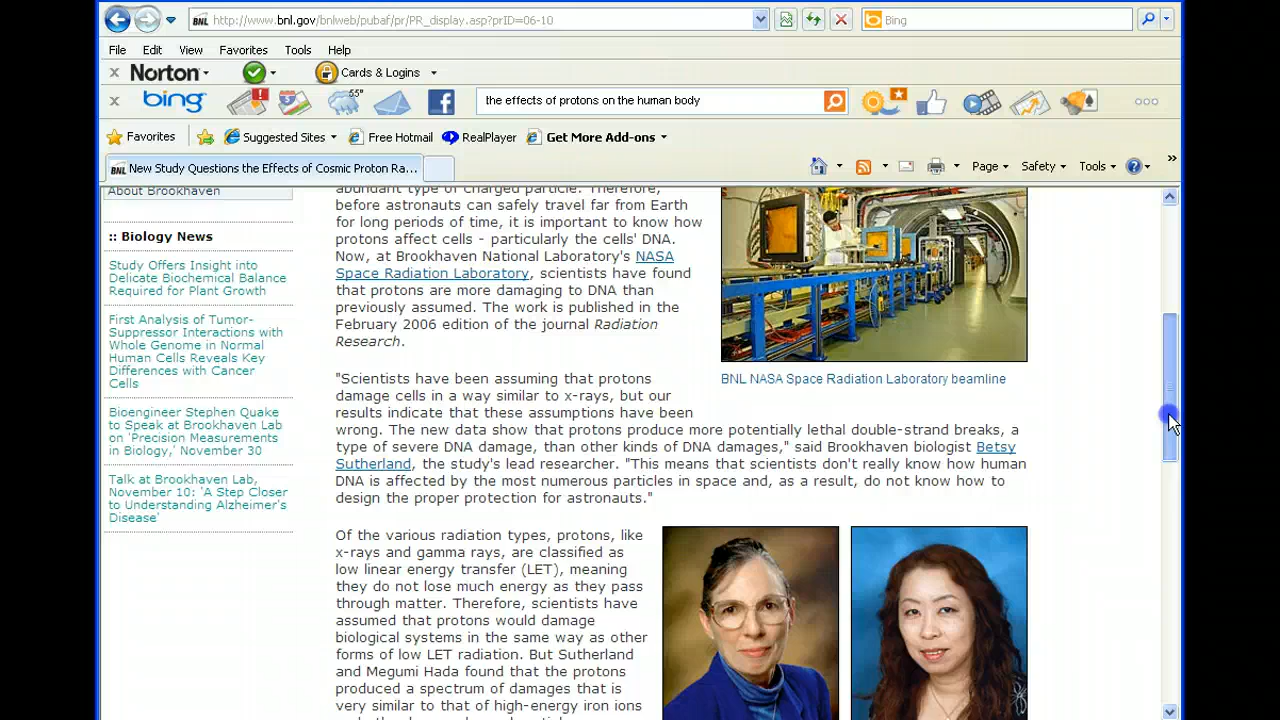 BNL http://www.bnl.gov/bnlweb/pubaf/pr/PR_display.asp?prID=06-10
Bing
File Edit View Favorites Tools Help
Norton Cards & Logins
bing 55° the effects of protons on the human body
Favorites Suggested Sites Free Hotmail RealPlayer Get More Add-ons
BNL New Study Questions the Effects of Cosmic Proton Ra... Page Safety Tools
About Brookhaven
:: Biology News
Study Offers Insight into
Delicate Biochemical Balance
Required for Plant Growth
First Analysis of Tumor-
Suppressor Interactions with
Whole Genome in Normal
Human Cells Reveals Key
Differences with Cancer
Cells
Bioengineer Stephen Quake
to Speak at Brookhaven Lab
on 'Precision Measurements
in Biology,' November 30
Talk at Brookhaven Lab,
November 10: 'A Step Closer
to Understanding Alzheimer's
Disease'
abundant type of charged particle. Therefore,
before astronauts can safely travel far from Earth
for long periods of time, it is important to know how
protons affect cells - particularly the cells' DNA.
Now, at Brookhaven National Laboratory's NASA
Space Radiation Laboratory, scientists have found
that protons are more damaging to DNA than
previously assumed. The work is published in the
February 2006 edition of the journal Radiation
Research.
BNL NASA Space Radiation Laboratory beamline
"Scientists have been assuming that protons
damage cells in a way similar to x-rays, but our
results indicate that these assumptions have been
wrong. The new data show that protons produce more potentially lethal double-strand breaks, a
type of severe DNA damage, than other kinds of DNA damages," said Brookhaven biologist Betsy
Sutherland, the study's lead researcher. "This means that scientists don't really know how human
DNA is affected by the most numerous particles in space and, as a result, do not know how to
design the proper protection for astronauts."
Of the various radiation types, protons, like
x-rays and gamma rays, are classified as
low linear energy transfer (LET), meaning
they do not lose much energy as they pass
through matter. Therefore, scientists have
assumed that protons would damage
biological systems in the same way as other
forms of low LET radiation. But Sutherland
and Megumi Hada found that the protons
produced a spectrum of damages that is
very similar to that of high-energy iron ions